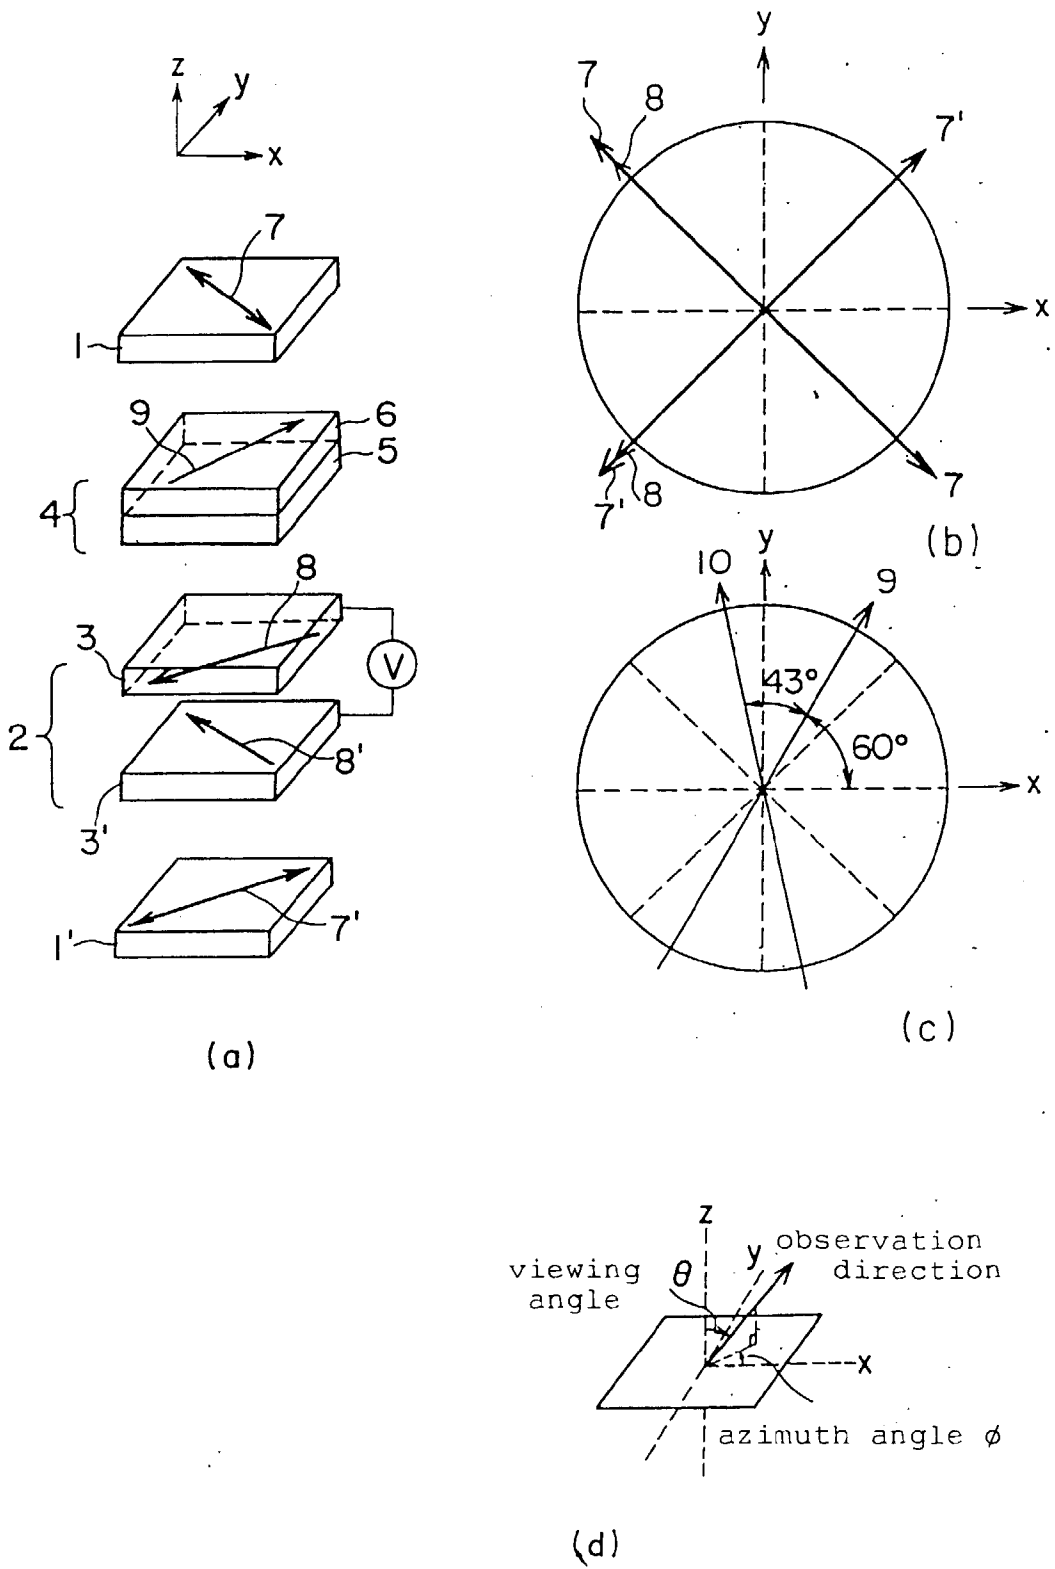 z
y
x
7
1
9
6
5
4
8
3
V
2
8'
3'
7'
1'
(a)
y
7
8
7'
x
7'
8
7
(b)
y
10
9
43°
60°
x
(c)
z
y
observation
direction
viewing
angle
θ
x
azimuth angle ϕ
(d)